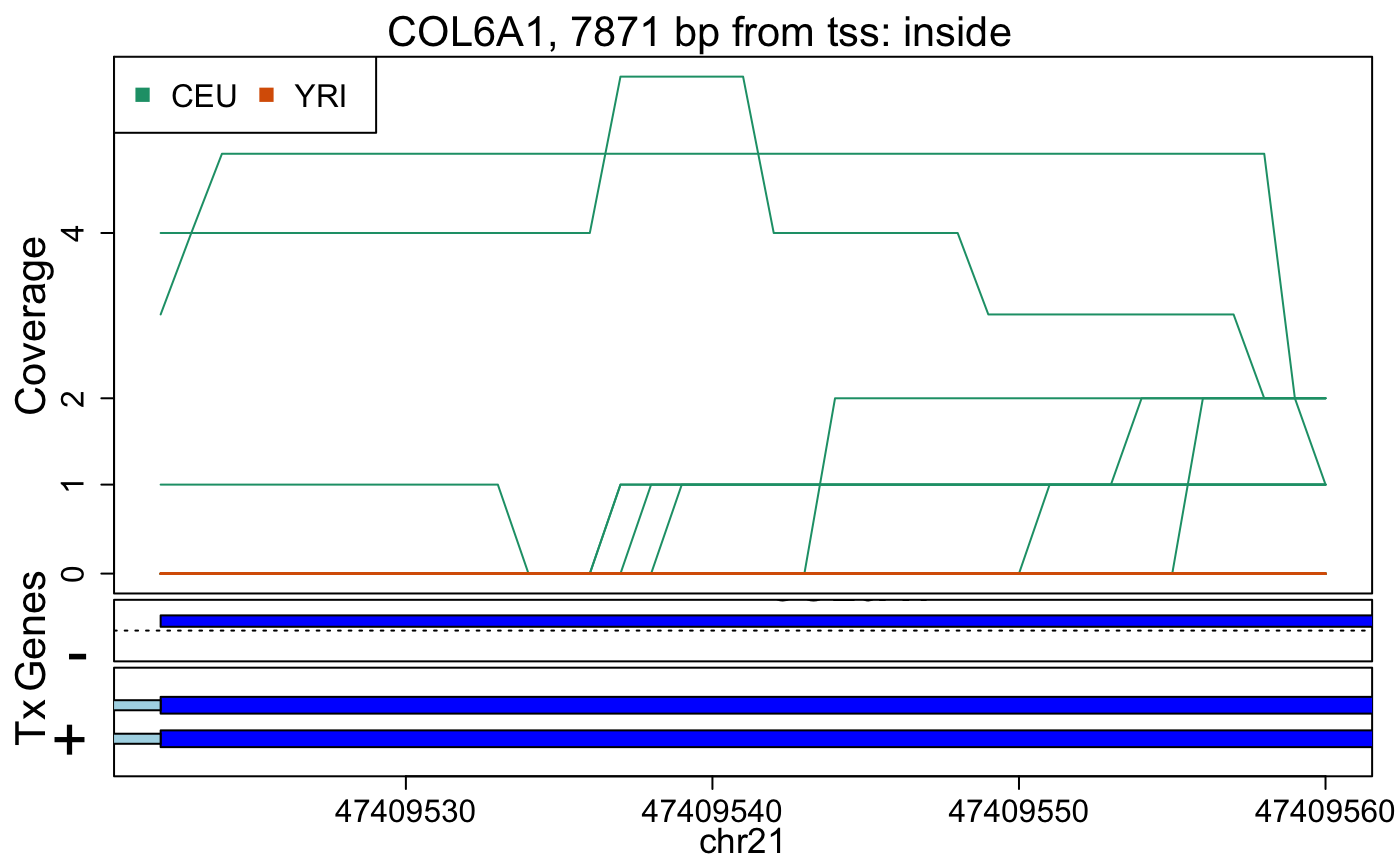 COL6A1, 7871 bp from tss: inside
CEU YRI
Coverage
4
2
1
0
Genes
-
Tx
+
47409530 47409540 47409550 47409560
chr21